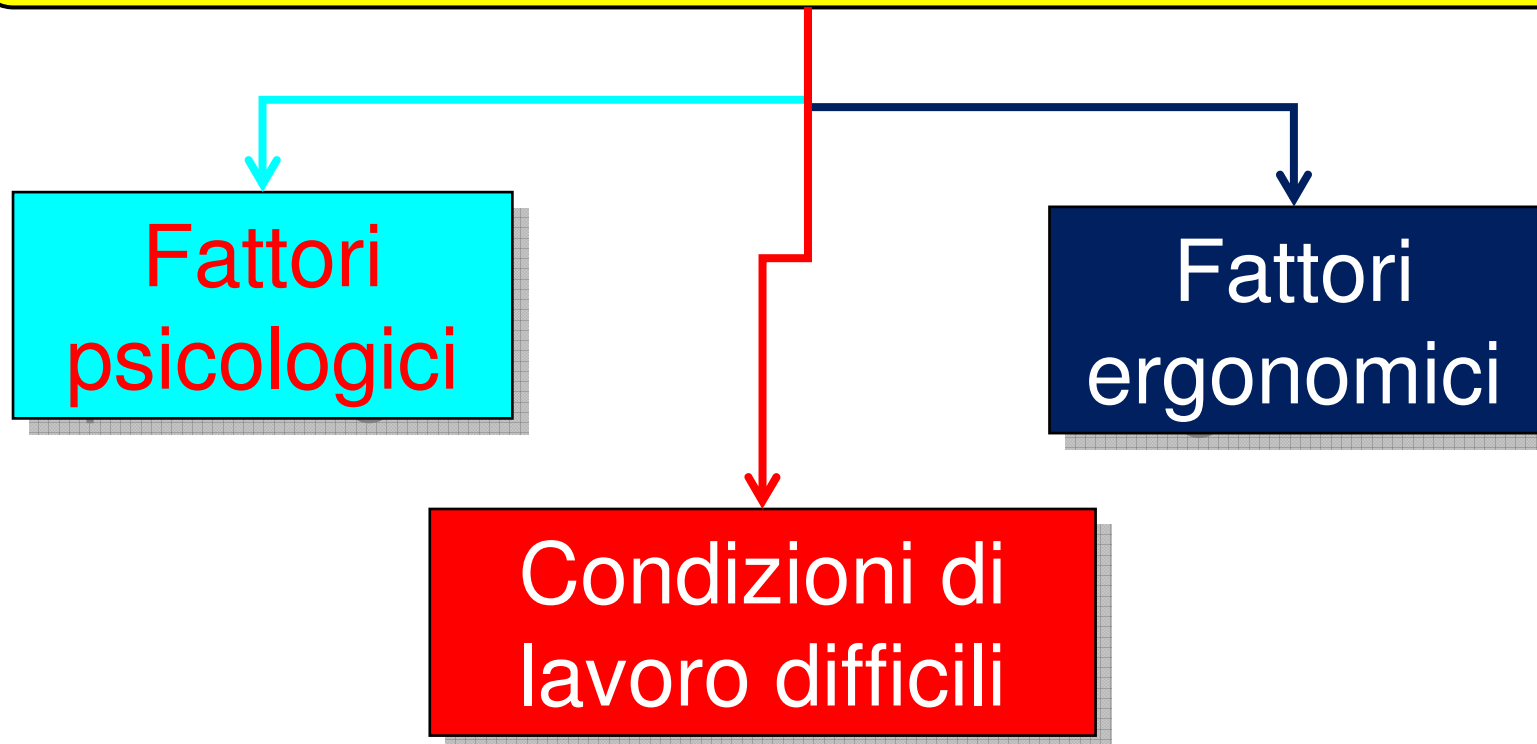 Fattori
psicologici
Fattori
ergonomici
Condizioni di
lavoro difficili